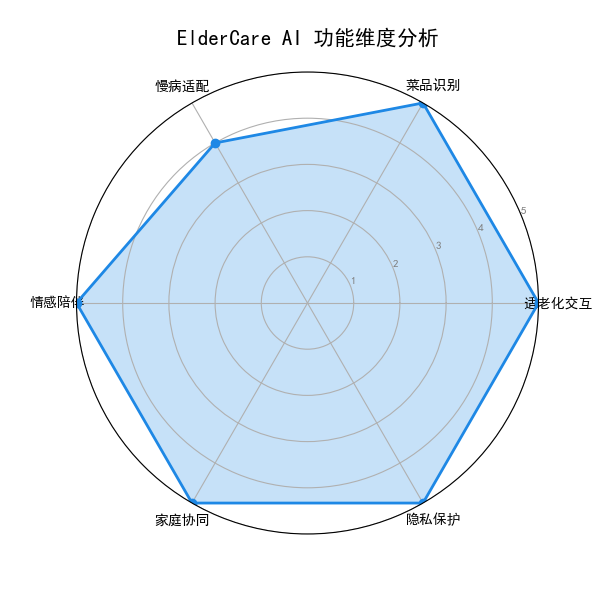 ElderCare AI 功能维度分析
慢病适配
菜品识别
5
4
3
2
1
情感陪伴
适老化交互
家庭协同
隐私保护